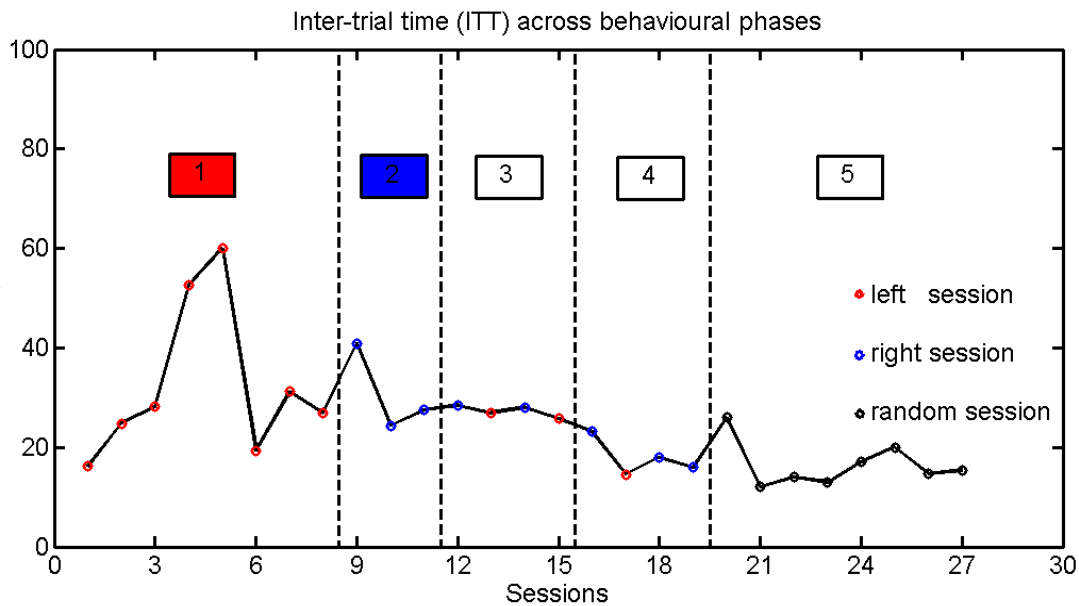 Inter-trial time (ITT) across behavioural phases
100
80
1 2 3 4 5
60
left session
40
right session
random session
20
0
0 3 6 9 12 15 18 21 24 27 30
Sessions